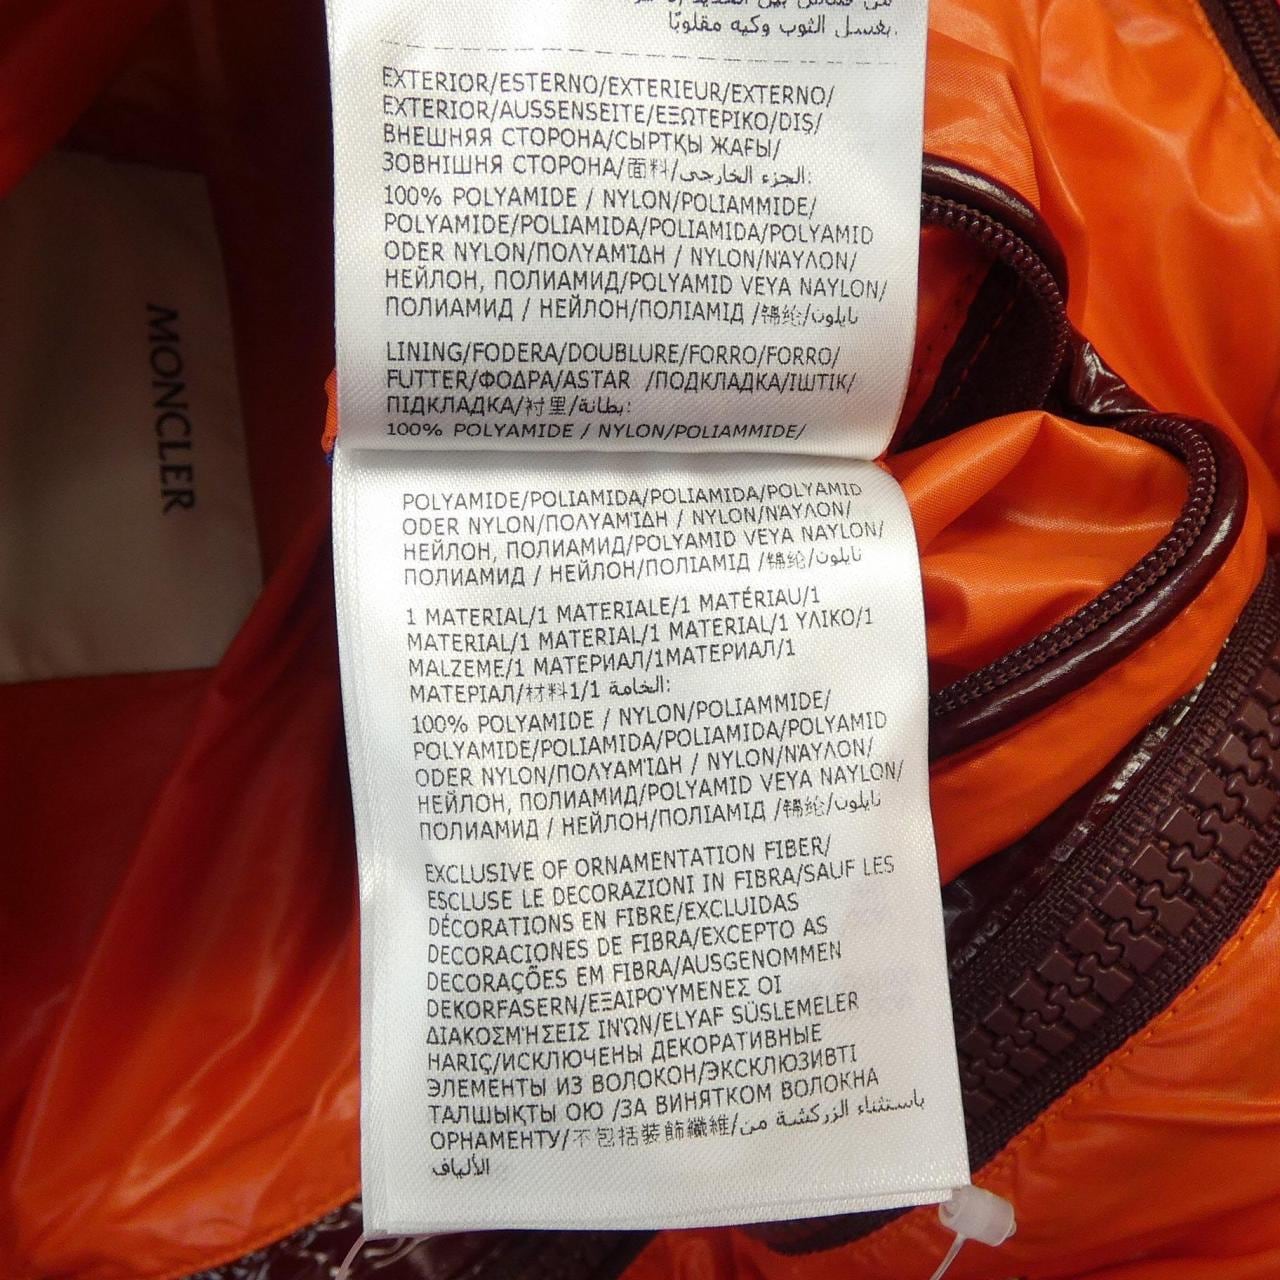 بغسل الثوب وكيه مقلوبًا.
EXTERIOR/ESTERNO/EXTERIEUR/EXTERNO/
EXTERIOR/AUSSENSEITE/ΕΞΩΤΕΡΙΚΟ/DIŞ/
ВНЕШНЯЯ СТОРОНА/СЫРТҚЫ ЖАҒЫ/
ЗОВНІШНЯ СТОРОНА/面料/الجزء الخارجي:
100% POLYAMIDE / NYLON/POLIAMMIDE/
POLYAMIDE/POLIAMIDA/POLIAMIDA/POLYAMID
ODER NYLON/ΠΟΛΥΑΜΊΔΗ / NYLON/ΝΆΥΛΟΝ/
НЕЙЛОН, ПОЛИАМИД/POLYAMID VEYA NAYLON/
ПОЛИАМИД / НЕЙЛОН/ПОЛІАМІД /锦纶/نايلون
LINING/FODERA/DOUBLURE/FORRO/FORRO/
FUTTER/ΦΟΔΡΑ/ASTAR /ПОДКЛАДКА/ІШТІК/
ПІДКЛАДКА/衬里/بطانة:
100% POLYAMIDE / NYLON/POLIAMMIDE/
POLYAMIDE/POLIAMIDA/POLIAMIDA/POLYAMID
ODER NYLON/ΠΟΛΥΑΜΊΔΗ / NYLON/ΝΆΥΛΟΝ/
НЕЙЛОН, ПОЛИАМИД/POLYAMID VEYA NAYLON/
ПОЛИАМИД / НЕЙЛОН/ПОЛІАМІД /锦纶/نايلون
1 MATERIAL/1 MATERIALE/1 MATÉRIAU/1
MATERIAL/1 MATERIAL/1 MATERIAL/1 ΥΛΙΚΟ/1
MALZEME/1 МАТЕРИАЛ/1МАТЕРИАЛ/1
МАТЕРІАЛ/材料1/1 الخامة:
100% POLYAMIDE / NYLON/POLIAMMIDE/
POLYAMIDE/POLIAMIDA/POLIAMIDA/POLYAMID
ODER NYLON/ΠΟΛΥΑΜΊΔΗ / NYLON/ΝΆΥΛΟΝ/
НЕЙЛОН, ПОЛИАМИД/POLYAMID VEYA NAYLON/
ПОЛИАМИД / НЕЙЛОН/ПОЛІАМІД /锦纶/نايلون
EXCLUSIVE OF ORNAMENTATION FIBER/
ESCLUSE LE DECORAZIONI IN FIBRA/SAUF LES
DÉCORATIONS EN FIBRE/EXCLUIDAS
DECORACIONES DE FIBRA/EXCEPTO AS
DECORAÇÕES EM FIBRA/AUSGENOMMEN
DEKORFASERN/ΕΞΑΙΡΟΎΜΕΝΕΣ ΟΙ
ΔΙΑΚΟΣΜΉΣΕΙΣ ΙΝΏΝ/ELYAF SÜSLEMELER
HARIÇ/ИСКЛЮЧЕНЫ ДЕКОРАТИВНЫЕ
ЭЛЕМЕНТЫ ИЗ ВОЛОКОН/ЭКСКЛЮЗИВТІ
ТАЛШЫҚТЫ ОЮ /ЗА ВИНЯТКОМ ВОЛОКНА
ОРНАМЕНТУ/不包括装飾纖維/باستثناء الزركشة من
الألياف
MONCLER